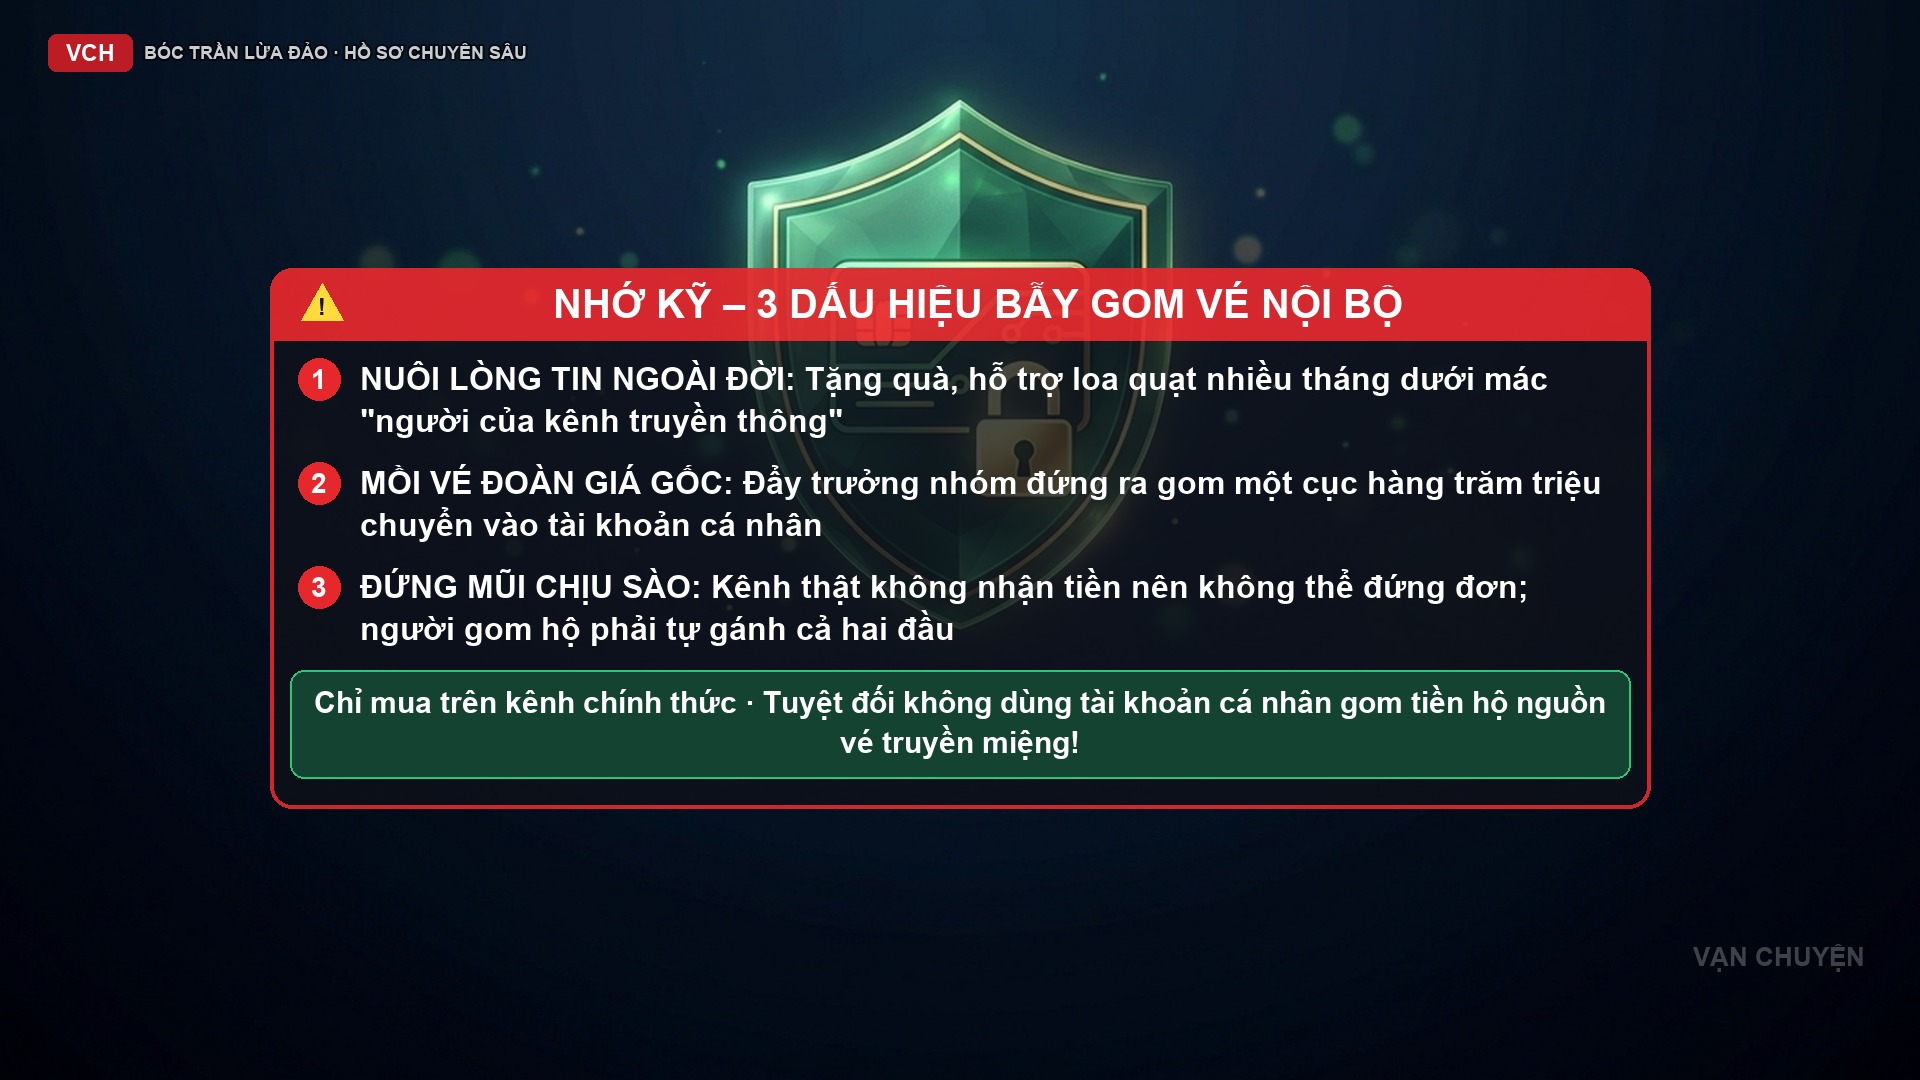 VCH
BÓC TRẦN LỪA ĐẢO · HỒ SƠ CHUYÊN SÂU
NHỚ KỸ – 3 DẤU HIỆU BẪY GOM VÉ NỘI BỘ
1 NUÔI LÒNG TIN NGOÀI ĐỜI: Tặng quà, hỗ trợ loa quạt nhiều tháng dưới mác
"người của kênh truyền thông"
2 MỒI VÉ ĐOÀN GIÁ GỐC: Đẩy trưởng nhóm đứng ra gom một cục hàng trăm triệu
chuyển vào tài khoản cá nhân
3 ĐỨNG MŨI CHỊU SÀO: Kênh thật không nhận tiền nên không thể đứng đơn;
người gom hộ phải tự gánh cả hai đầu
Chỉ mua trên kênh chính thức · Tuyệt đối không dùng tài khoản cá nhân gom tiền hộ nguồn
vé truyền miệng!
VẠN CHUYỆN